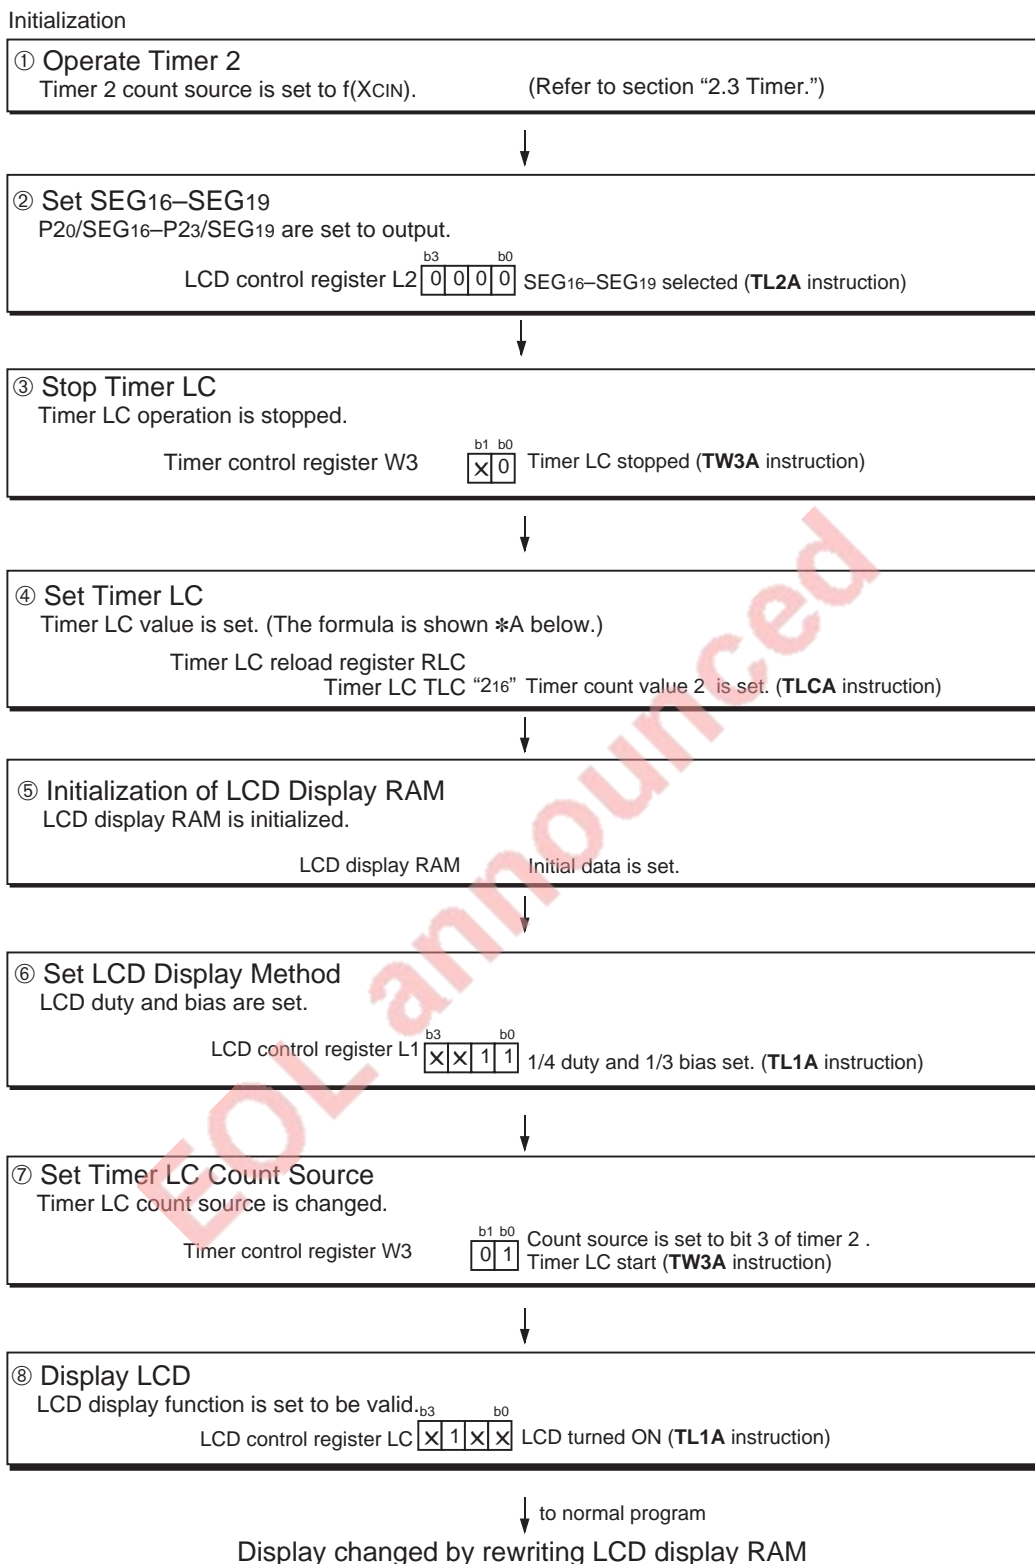 Initialization
① Operate Timer 2
Timer 2 count source is set to f(XCIN). (Refer to section “2.3 Timer.”)
② Set SEG16–SEG19
P20/SEG16–P23/SEG19 are set to output.
b3 b0
LCD control register L2 0 0 0 0 SEG16–SEG19 selected (TL2A instruction)
③ Stop Timer LC
Timer LC operation is stopped.
b1 b0
Timer control register W3 × 0 Timer LC stopped (TW3A instruction)
④ Set Timer LC
Timer LC value is set. (The formula is shown ✻A below.)
Timer LC reload register RLC
Timer LC TLC “216” Timer count value 2 is set. (TLCA instruction)
⑤ Initialization of LCD Display RAM
LCD display RAM is initialized.
LCD display RAM Initial data is set.
⑥ Set LCD Display Method
LCD duty and bias are set.
b3 b0
LCD control register L1 × × 1 1 1/4 duty and 1/3 bias set. (TL1A instruction)
⑦ Set Timer LC Count Source
Timer LC count source is changed.
b1 b0
Timer control register W3 0 1 Count source is set to bit 3 of timer 2 .
Timer LC start (TW3A instruction)
⑧ Display LCD
LCD display function is set to be valid.
b3 b0
LCD control register LC × 1 × × LCD turned ON (TL1A instruction)
to normal program
Display changed by rewriting LCD display RAM
EOL announced